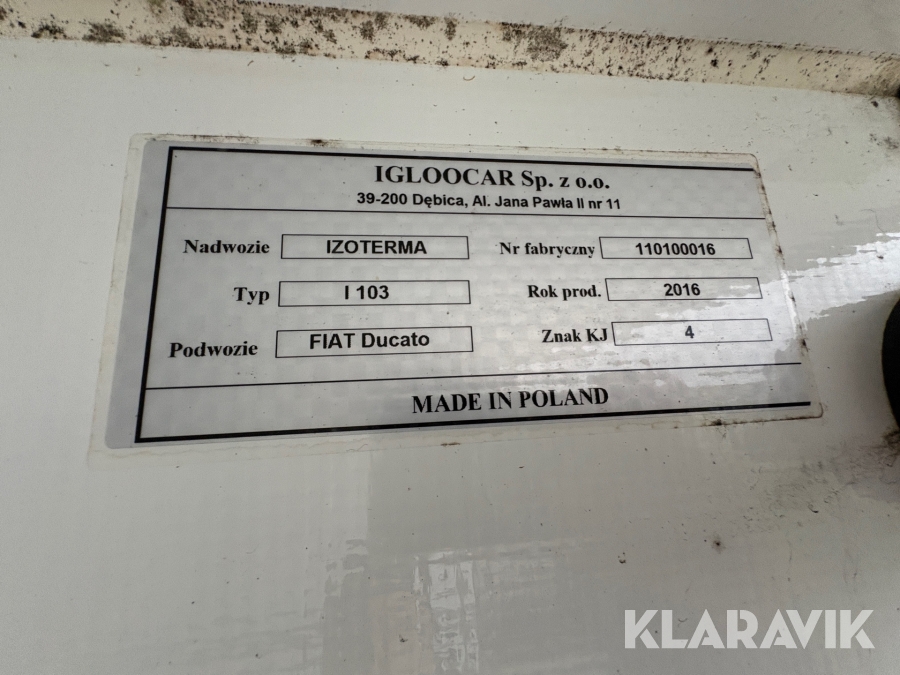 IGLOOCAR Sp. z o.o.
39-200 Dębica, Al. Jana Pawła II nr 11
Nadwozie IZOTERMA Nr fabryczny 110100016
Typ I 103 Rok prod. 2016
Podwozie FIAT Ducato Znak KJ 4
MADE IN POLAND
KLARAVIK